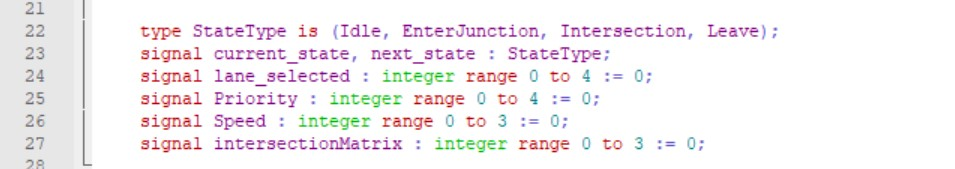 21
22 type StateType is (Idle, EnterJunction, Intersection, Leave);
23 signal current_state, next_state : StateType;
24 signal lane_selected : integer range 0 to 4 := 0;
25 signal Priority : integer range 0 to 4 := 0;
26 signal Speed : integer range 0 to 3 := 0;
27 signal intersectionMatrix : integer range 0 to 3 := 0;
28